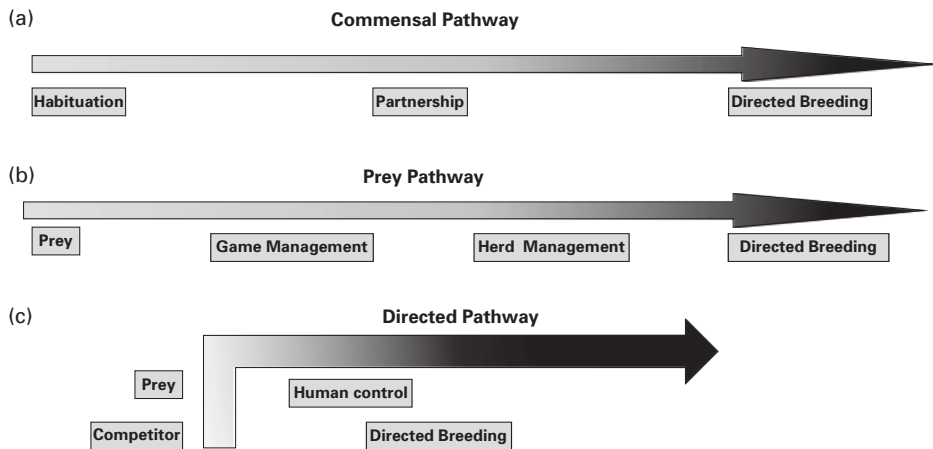 (a)
Commensal Pathway
Habituation Partnership Directed Breeding
(b)
Prey Pathway
Prey Game Management Herd Management Directed Breeding
(c)
Directed Pathway
Prey Human control
Competitor Directed Breeding